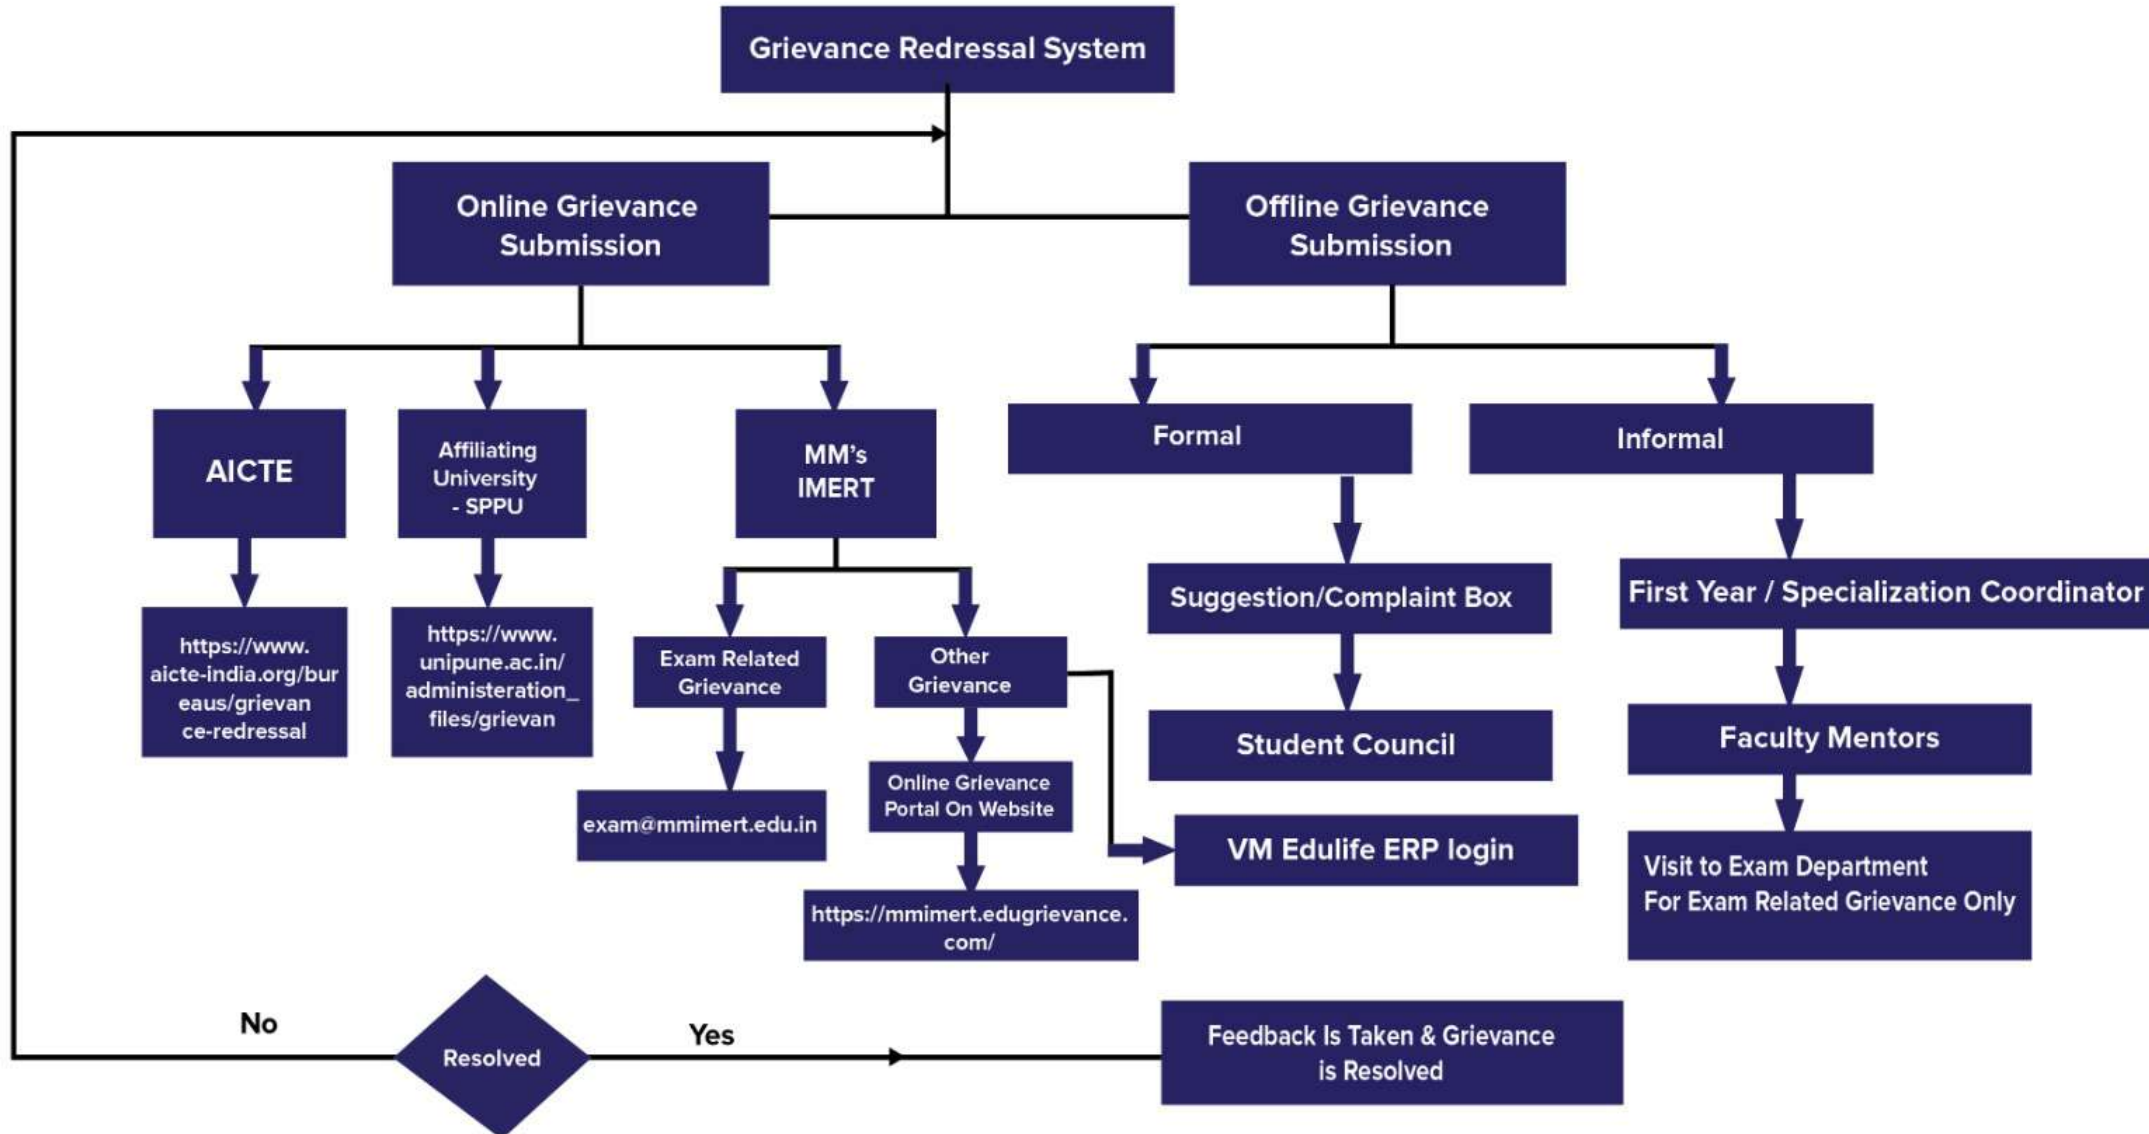 Grievance Redressal System
Online Grievance
Submission
Offline Grievance
Submission
AICTE
Affiliating
University
- SPPU
MM's
IMERT
Formal
Informal
https://www.
aicte-india.org/bur
eaus/grievan
ce-redressal
https://www.
unipune.ac.in/
administeration_
files/grievan
Exam Related
Grievance
Other
Grievance
Suggestion/Complaint Box
First Year / Specialization Coordinator
exam@mmimert.edu.in
Online Grievance
Portal On Website
Student Council
Faculty Mentors
https://mmimert.edugrievance.
com/
VM Edulife ERP login
Visit to Exam Department
For Exam Related Grievance Only
No
Resolved
Yes
Feedback Is Taken & Grievance
is Resolved